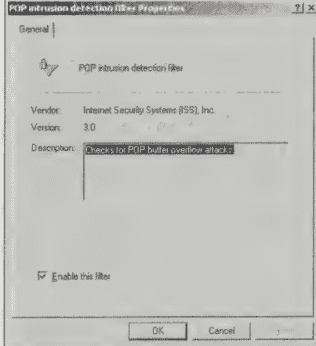 POP intrusion detection filter Properties
General
POP intrusion detection filter
Vendor: Internet Security Systems (ISS), Inc.
Version: 3.0
Description: Checks for POP buffer overflow attacks.
Enable this filter
OK Cancel